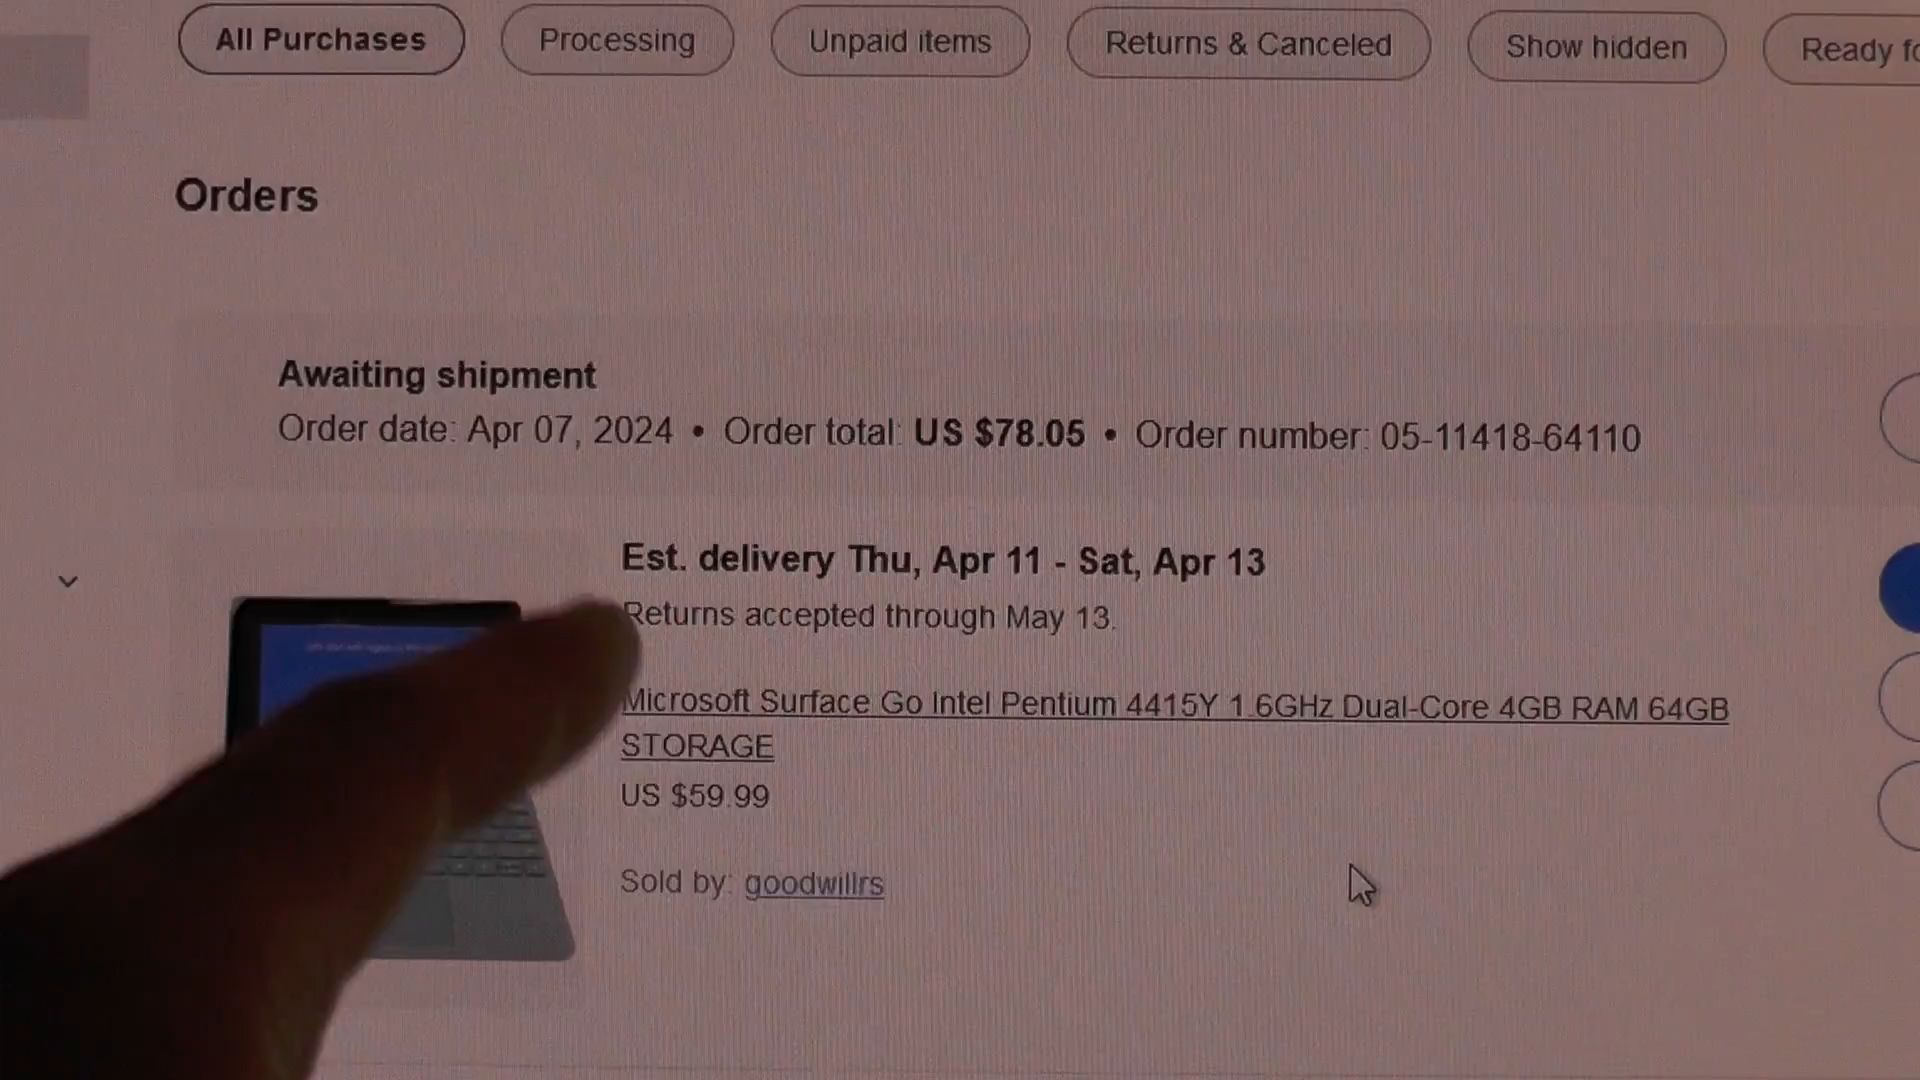 All Purchases
Processing
Unpaid items
Returns & Canceled
Show hidden
Ready
Orders
Awaiting shipment
Order date: Apr 07, 2024 • Order total: US $78.05 • Order number: 05-11418-64110
Est. delivery Thu, Apr 11 - Sat, Apr 13
Returns accepted through May 13.
Microsoft Surface Go Intel Pentium 4415Y 1.6GHz Dual-Core 4GB RAM 64GB
STORAGE
US $59.99
Sold by: goodwillrs